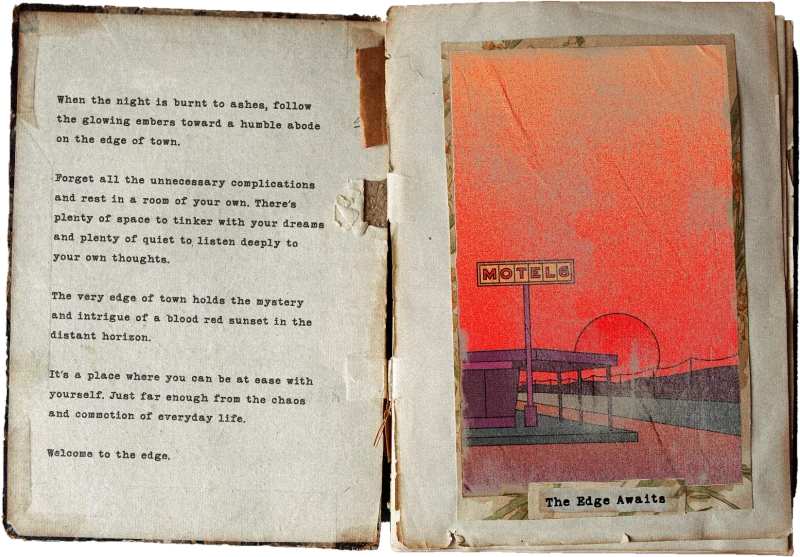 When the night is burnt to ashes, follow
the glowing embers toward a humble abode
on the edge of town.
Forget all the unnecessary complications
and rest in a room of your own. There's
plenty of space to tinker with your dreams
and plenty of quiet to listen deeply to
your own thoughts.
The very edge of town holds the mystery
and intrigue of a blood red sunset in the
distant horizon.
It's a place where you can be at ease with
yourself. Just far enough from the chaos
and commotion of everyday life.
Welcome to the edge.
MOTEL6
The Edge Awaits